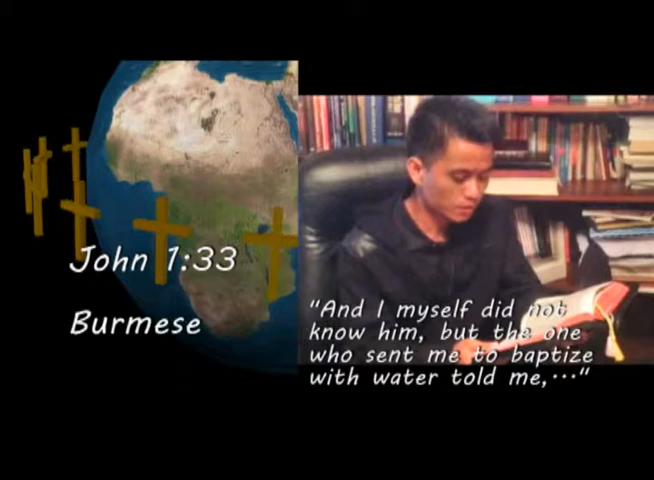 John 1:33
Burmese
"And I myself did not
know him, but the one
who sent me to baptize
with water told me,..."